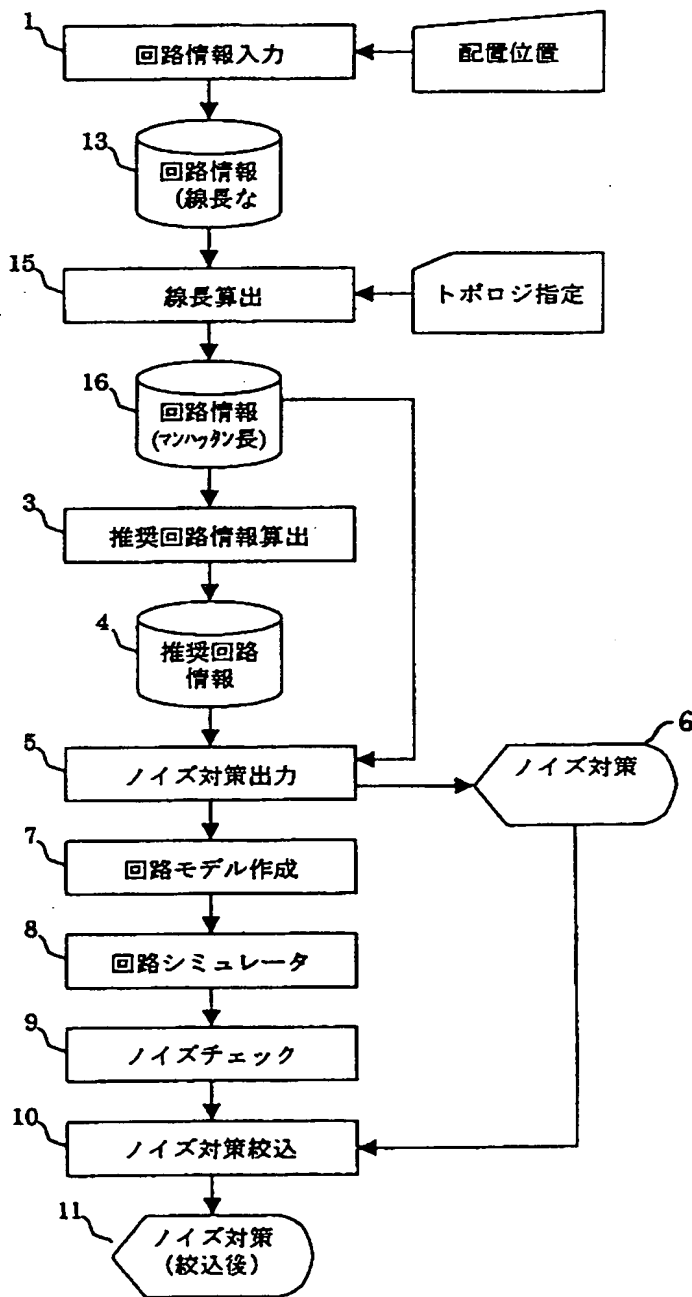 1
回路情報入力
配置位置
13
回路情報
(線長な
15
線長算出
トポロジ指定
16
回路情報
(マンハッタン長)
3
推奨回路情報算出
4
推奨回路
情報
5
ノイズ対策出力
6
ノイズ対策
7
回路モデル作成
8
回路シミュレータ
9
ノイズチェック
10
ノイズ対策絞込
11
ノイズ対策
(絞込後)